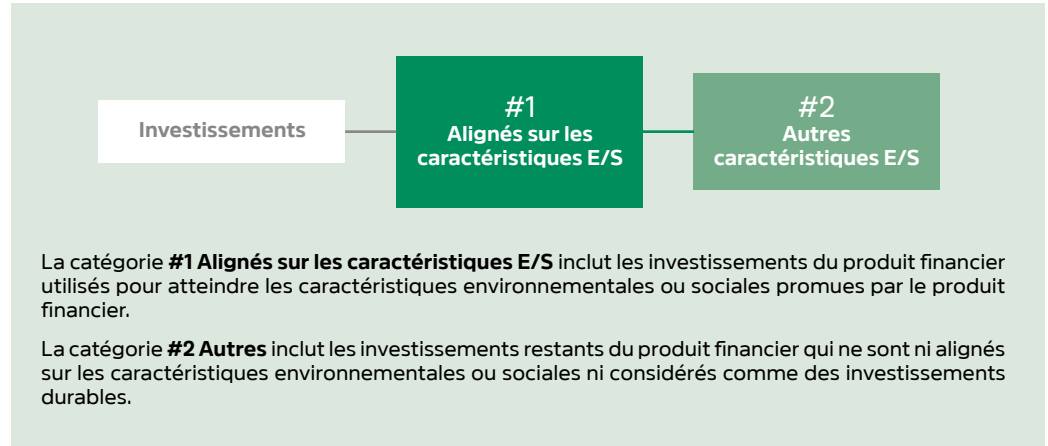 Investissements
#1
Alignés sur les
caractéristiques E/S
#2
Autres
caractéristiques E/S
La catégorie #1 Alignés sur les caractéristiques E/S inclut les investissements du produit financier
utilisés pour atteindre les caractéristiques environnementales ou sociales promues par le produit
financier.
La catégorie #2 Autres inclut les investissements restants du produit financier qui ne sont ni alignés
sur les caractéristiques environnementales ou sociales ni considérés comme des investissements
durables.